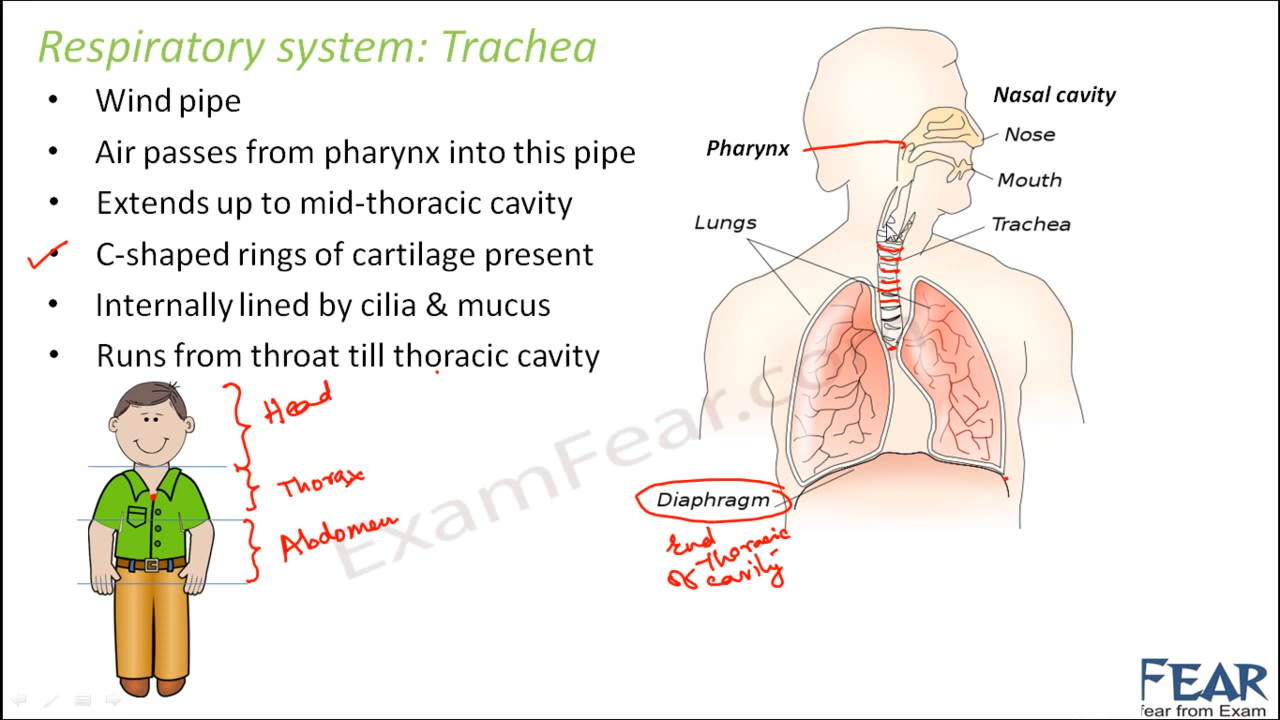 Respiratory system: Trachea
• Wind pipe
• Air passes from pharynx into this pipe
• Extends up to mid-thoracic cavity
• C-shaped rings of cartilage present
• Internally lined by cilia & mucus
• Runs from throat till thoracic cavity
Head
Thorax
Abdomen
Nasal cavity
Nose
Pharynx
Mouth
Lungs
Trachea
Diaphragm
End
of thoracic
cavity
ExamFear.com
FEAR
fear from Exam